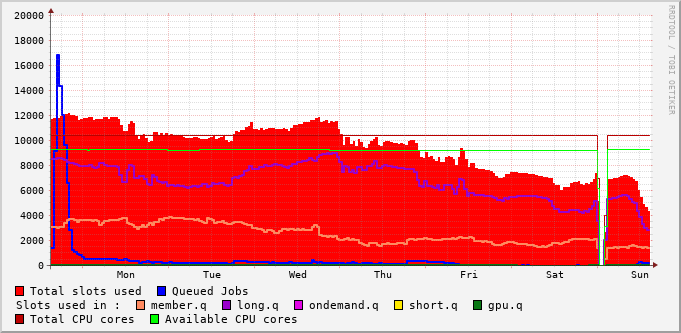 20000
18000
16000
14000
12000
10000
8000
6000
4000
2000
0
Mon Tue Wed Thu Fri Sat Sun
RRDTOOL / TOBI OETIKER
Total slots used Queued Jobs
Slots used in : member.q long.q ondemand.q short.q gpu.q
Total CPU cores Available CPU cores